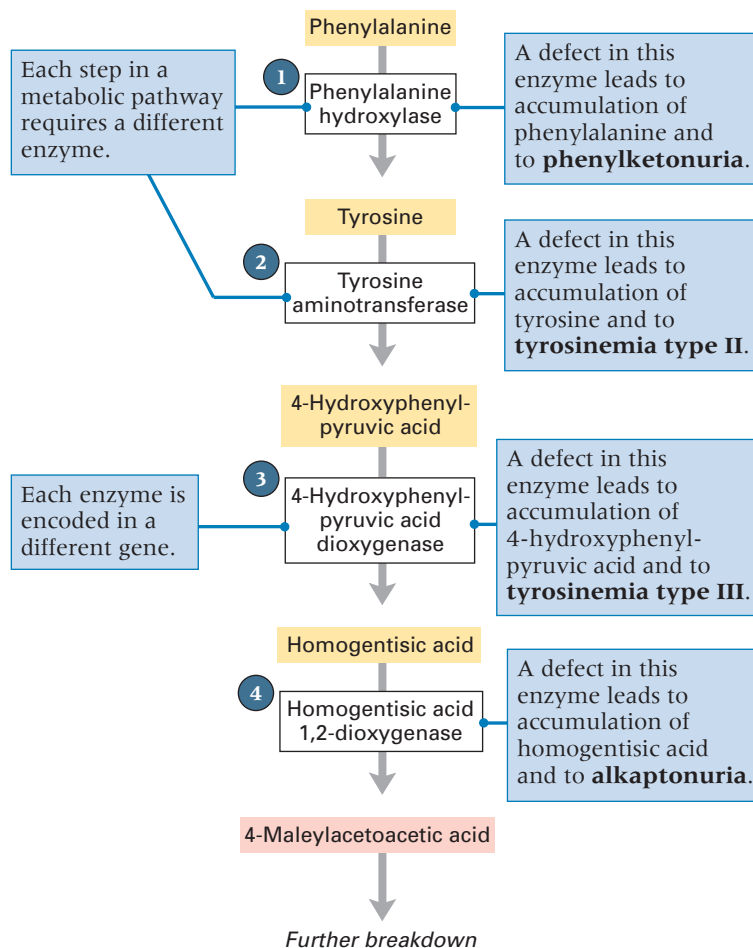 Phenylalanine
1
Phenylalanine
hydroxylase
Each step in a
metabolic pathway
requires a different
enzyme.
A defect in this
enzyme leads to
accumulation of
phenylalanine and
to phenylketonuria.
Tyrosine
2
Tyrosine
aminotransferase
A defect in this
enzyme leads to
accumulation of
tyrosine and to
tyrosinemia type II.
4-Hydroxyphenyl-
pyruvic acid
3
4-Hydroxyphenyl-
pyruvic acid
dioxygenase
Each enzyme is
encoded in a
different gene.
A defect in this
enzyme leads to
accumulation of
4-hydroxyphenyl-
pyruvic acid and to
tyrosinemia type III.
Homogentisic acid
4
Homogentisic acid
1,2-dioxygenase
A defect in this
enzyme leads to
accumulation of
homogentisic acid
and to alkaptonuria.
4-Maleylacetoacetic acid
Further breakdown